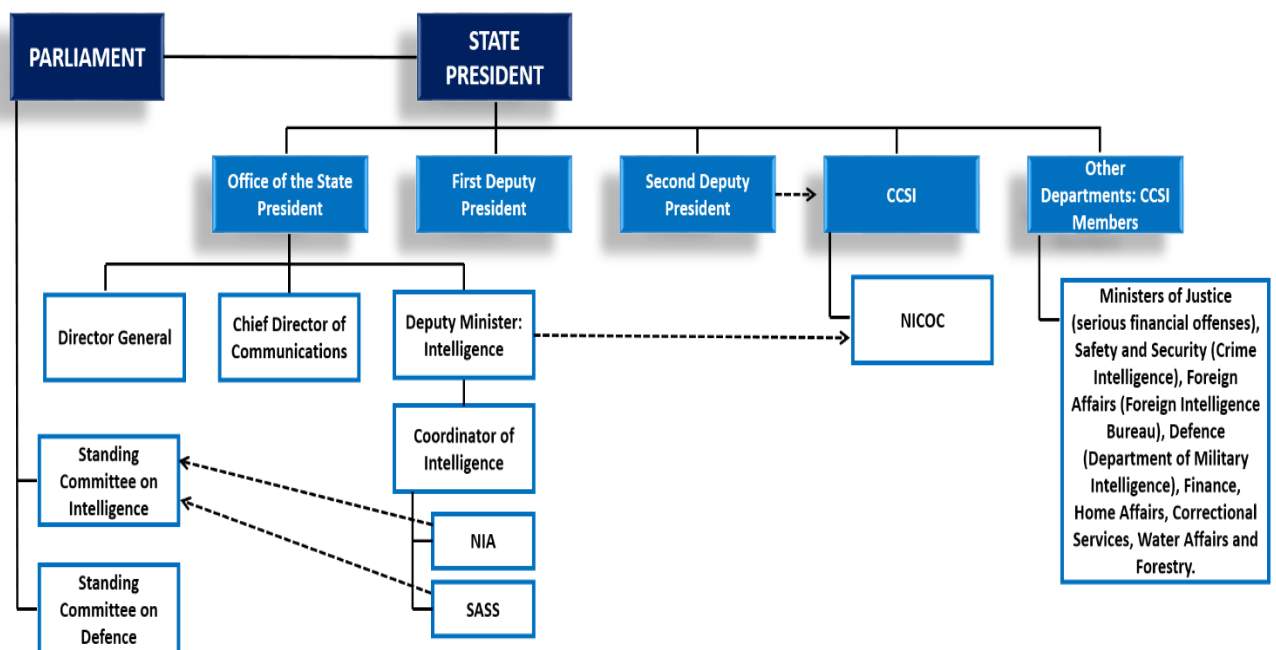 PARLIAMENT
STATE
PRESIDENT
Office of the State
President
First Deputy
President
Second Deputy
President
CCSI
Other
Departments: CCSI
Members
Director General
Chief Director of
Communications
Deputy Minister:
Intelligence
NICOC
Ministers of Justice
(serious financial offenses),
Safety and Security (Crime
Intelligence), Foreign
Affairs (Foreign Intelligence
Bureau), Defence
(Department of Military
Intelligence), Finance,
Home Affairs, Correctional
Services, Water Affairs and
Forestry.
Coordinator of
Intelligence
Standing
Committee on
Intelligence
NIA
SASS
Standing
Committee on
Defence